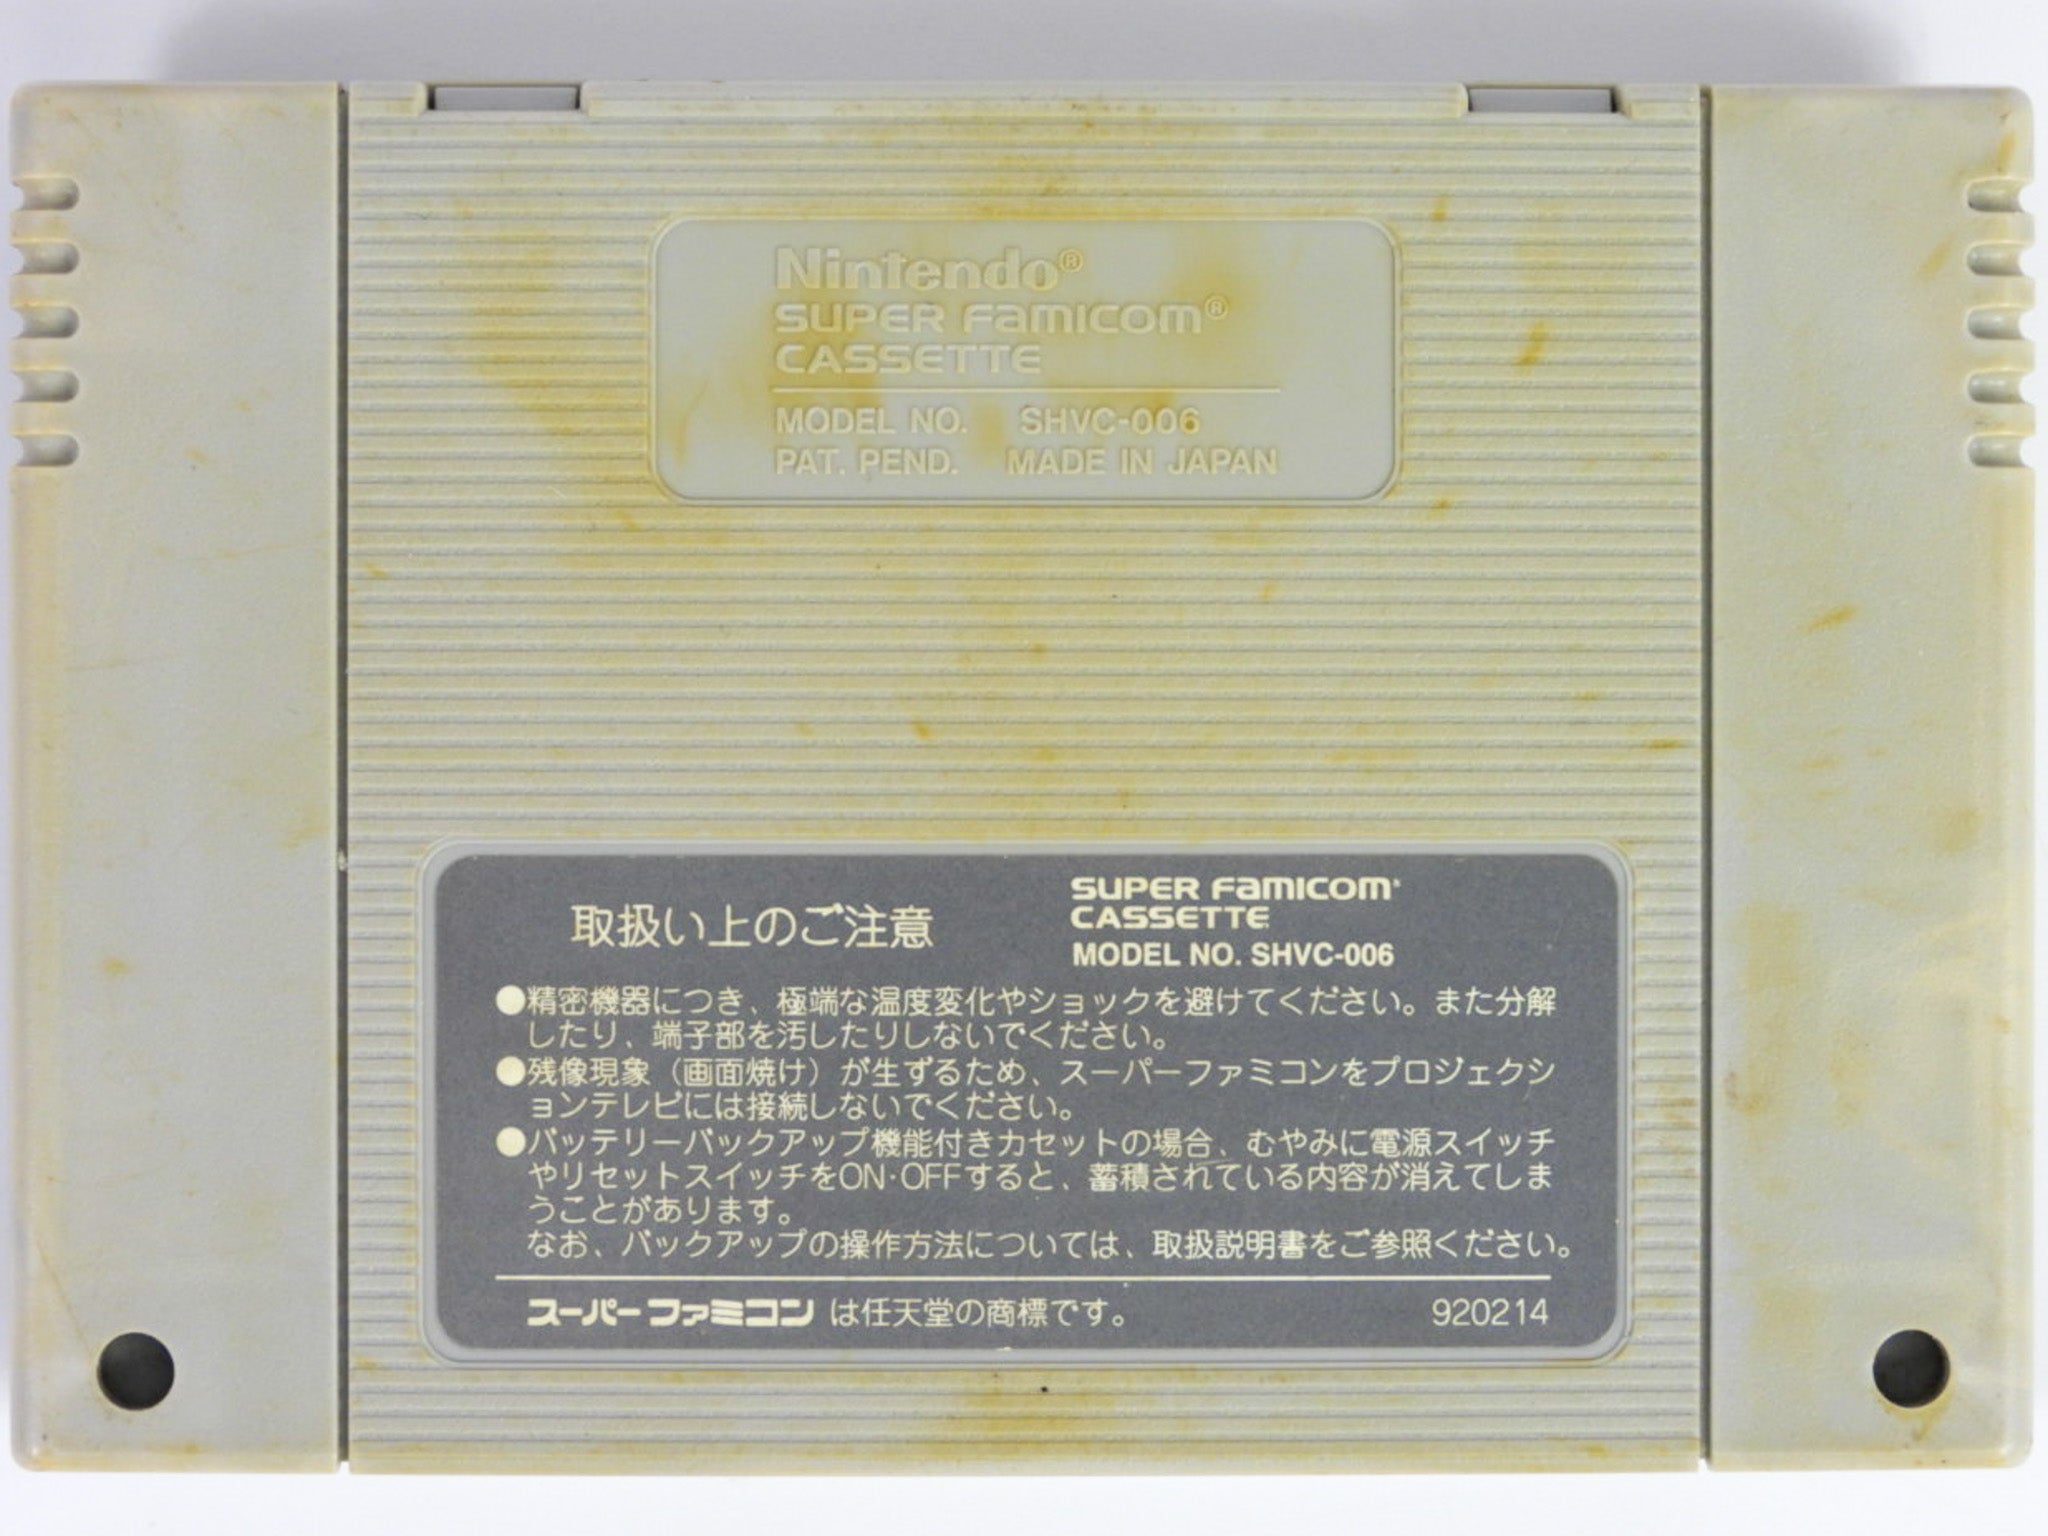 Nintendo®
SUPER FAMICOM®
CASSETTE
MODEL NO. SHVC-006
PAT. PEND. MADE IN JAPAN
取扱い上のご注意
SUPER FAMICOM®
CASSETTE
MODEL NO. SHVC-006
●精密機器につき、極端な温度変化やショックを避けてください。また分解
したり、端子部を汚したりしないでください。
●残像現象（画面焼け）が生ずるため、スーパーファミコンをプロジェクシ
ョンテレビには接続しないでください。
●バッテリーバックアップ機能付きカセットの場合、むやみに電源スイッチ
やリセットスイッチをON·OFFすると、蓄積されている内容が消えてしま
うことがあります。
なお、バックアップの操作方法については、取扱説明書をご参照ください。
スーパーファミコン は任天堂の商標です。 920214